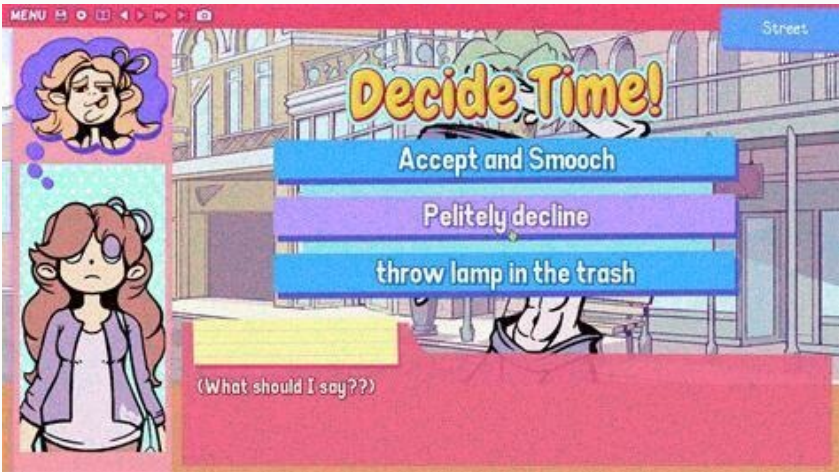 MENU
Street
Decide Time!
Accept and Smooch
Pelitely decline
throw lamp in the trash
(What should I say??)